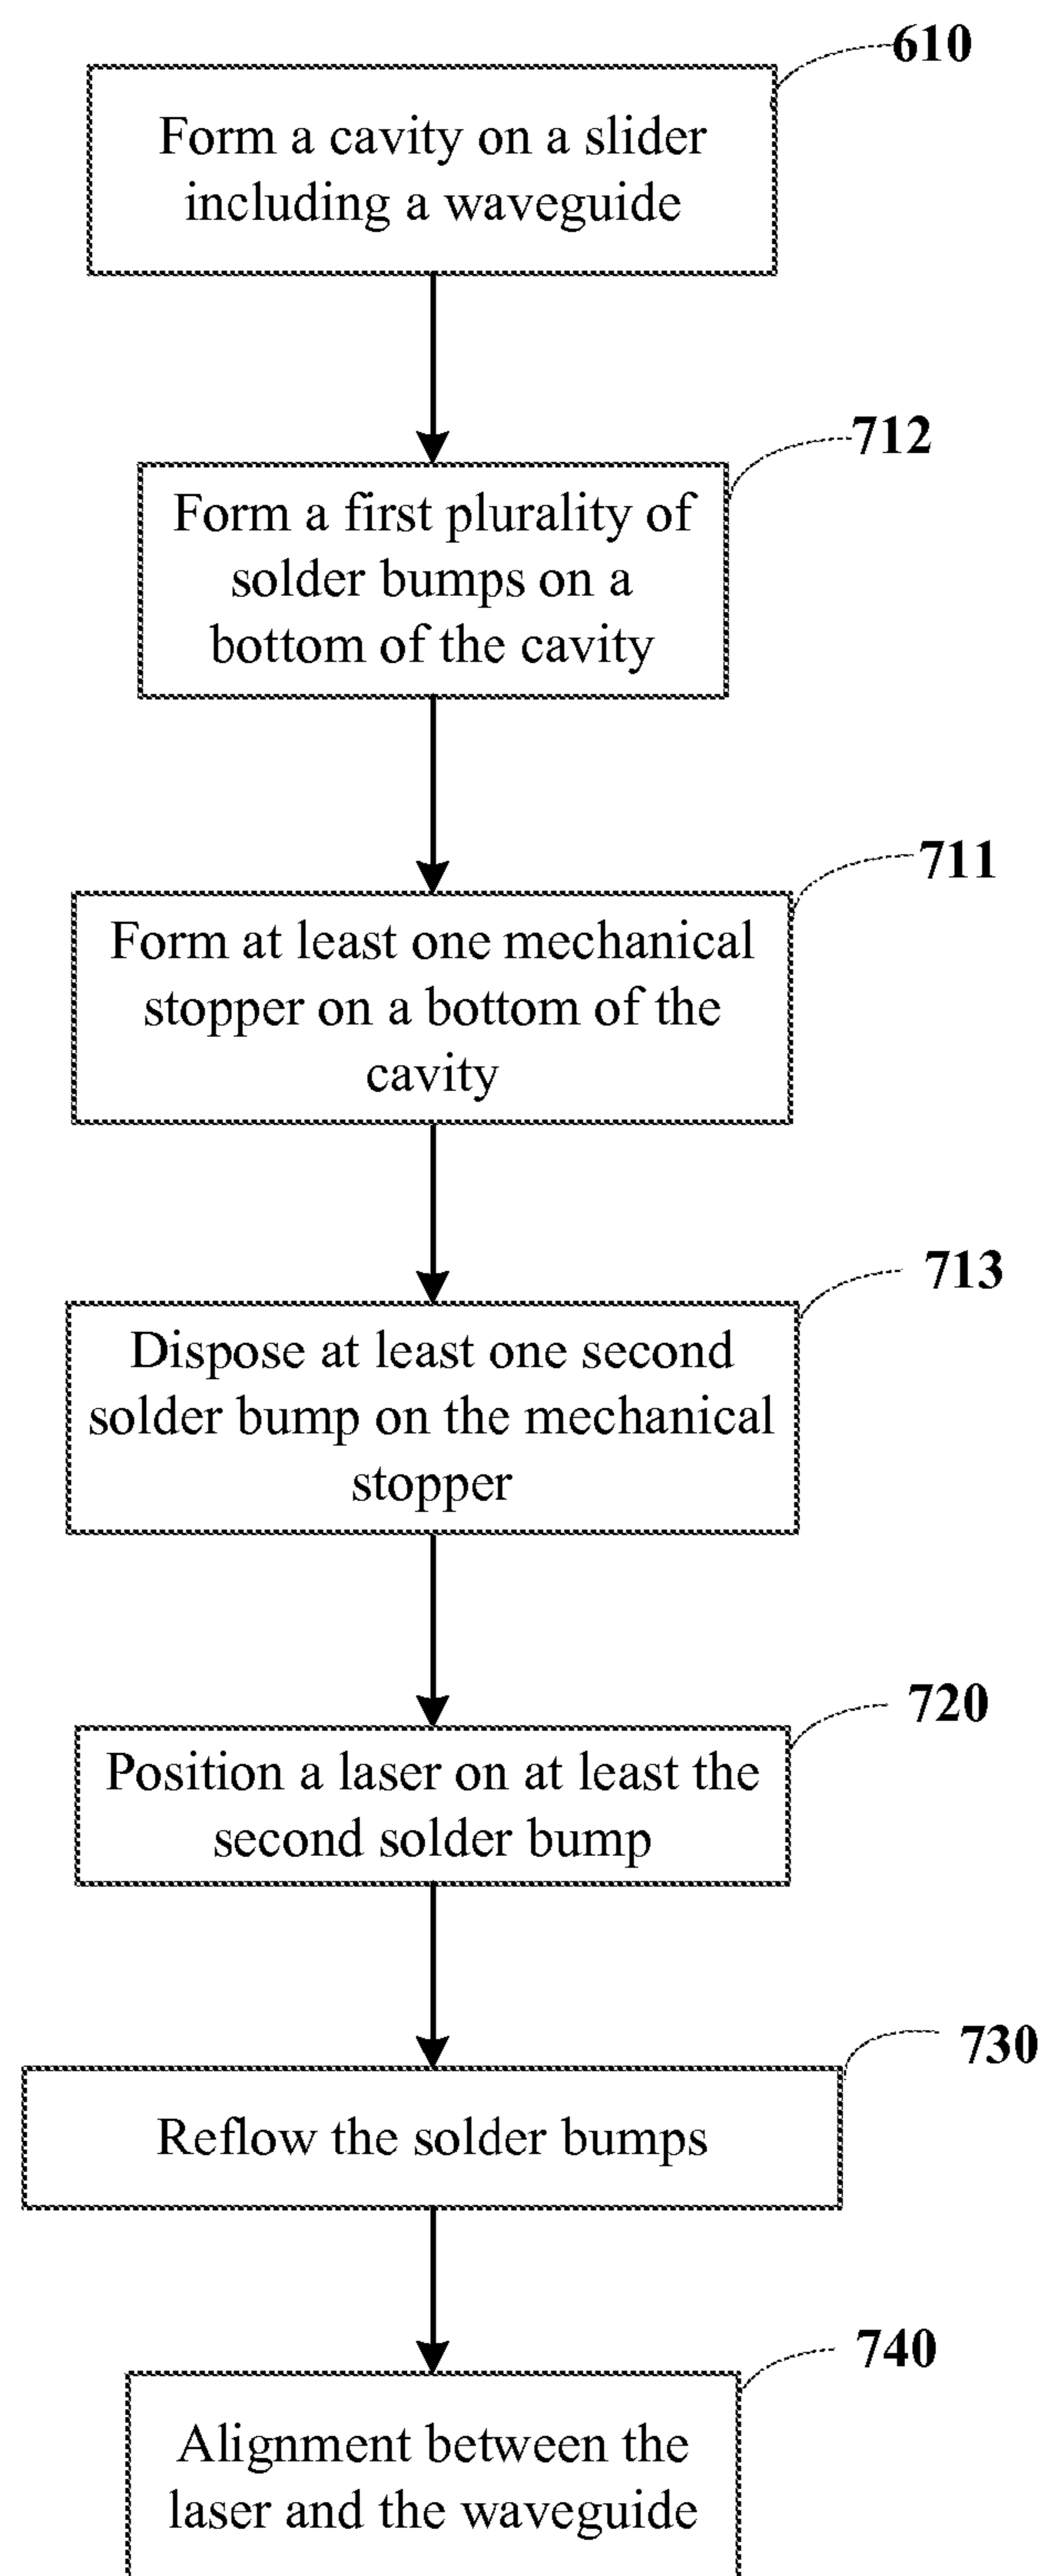 610
Form a cavity on a slider
including a waveguide
712
Form a first plurality of
solder bumps on a
bottom of the cavity
711
Form at least one mechanical
stopper on a bottom of the
cavity
713
Dispose at least one second
solder bump on the mechanical
stopper
720
Position a laser on at least the
second solder bump
730
Reflow the solder bumps
740
Alignment between the
laser and the waveguide